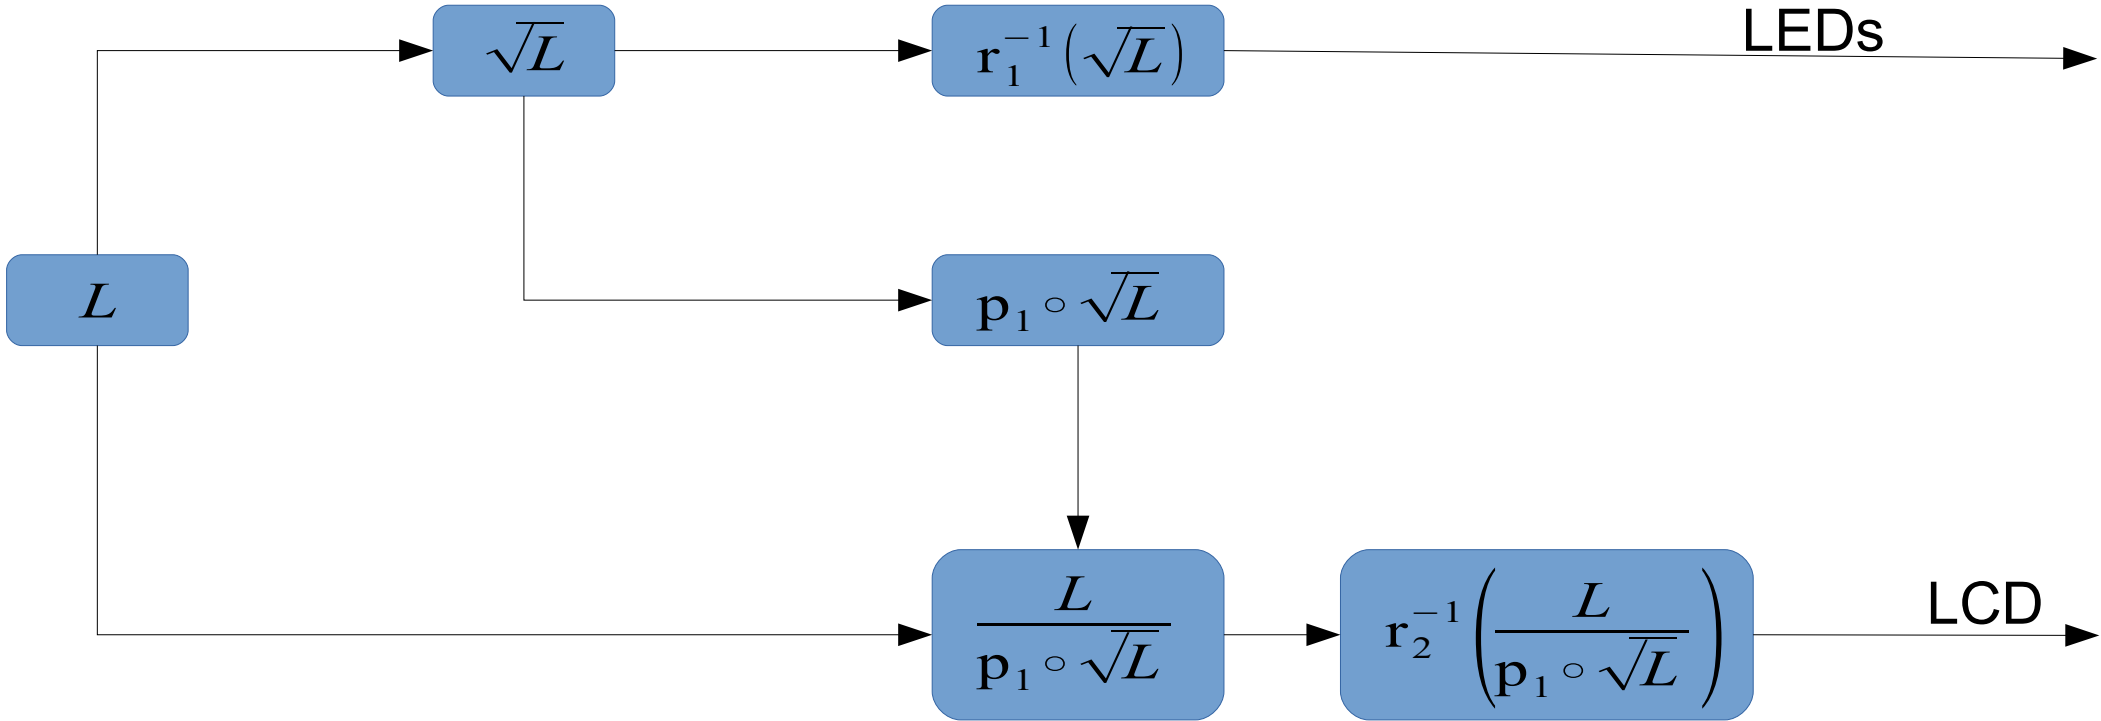 √L
r₁⁻¹(√L)
LEDs
L
p₁∘√L
L
p₁∘√L
r₂⁻¹(L
p₁∘√L)
LCD